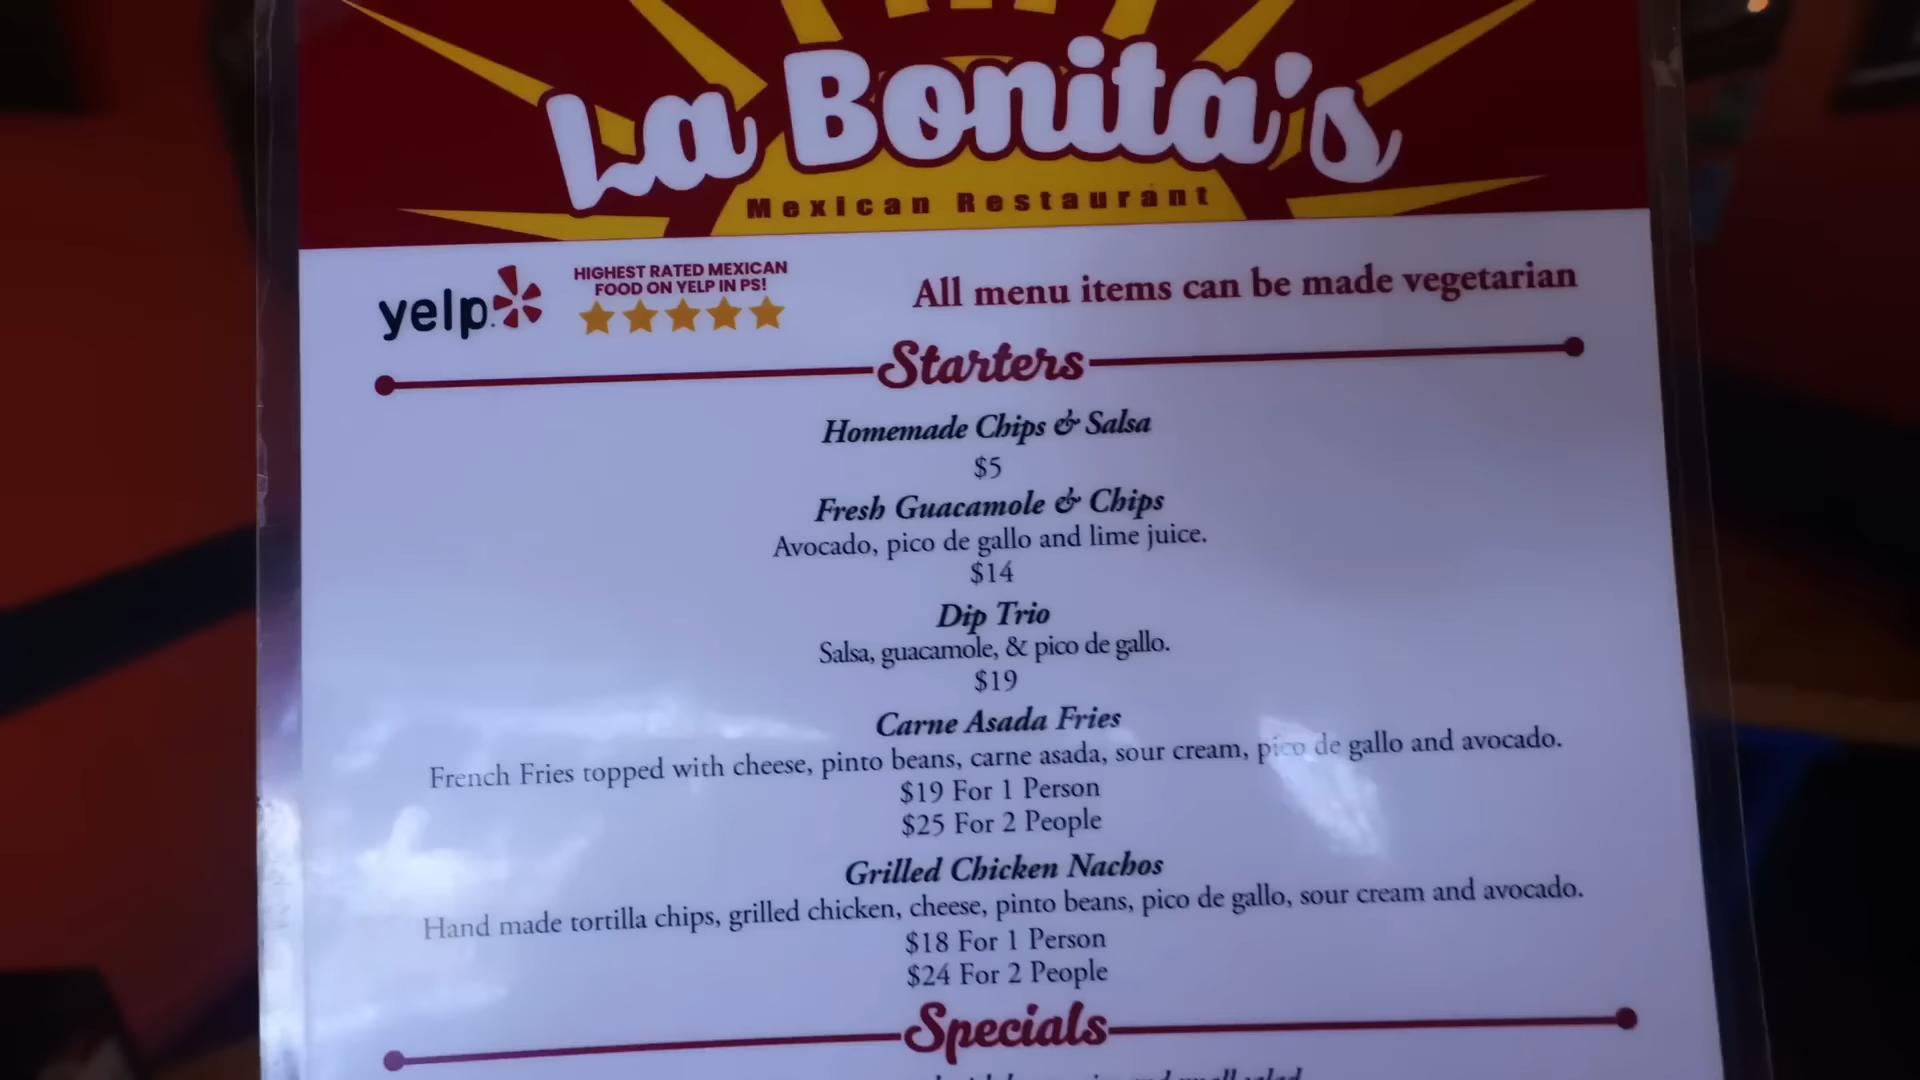 La Bonita's
Mexican Restaurant
yelp
HIGHEST RATED MEXICAN
FOOD ON YELP IN PS!
All menu items can be made vegetarian
Starters
Homemade Chips & Salsa
$5
Fresh Guacamole & Chips
Avocado, pico de gallo and lime juice.
$14
Dip Trio
Salsa, guacamole, & pico de gallo.
$19
Carne Asada Fries
French Fries topped with cheese, pinto beans, carne asada, sour cream, pico de gallo and avocado.
$19 For 1 Person
$25 For 2 People
Grilled Chicken Nachos
Hand made tortilla chips, grilled chicken, cheese, pinto beans, pico de gallo, sour cream and avocado.
$18 For 1 Person
$24 For 2 People
Specials